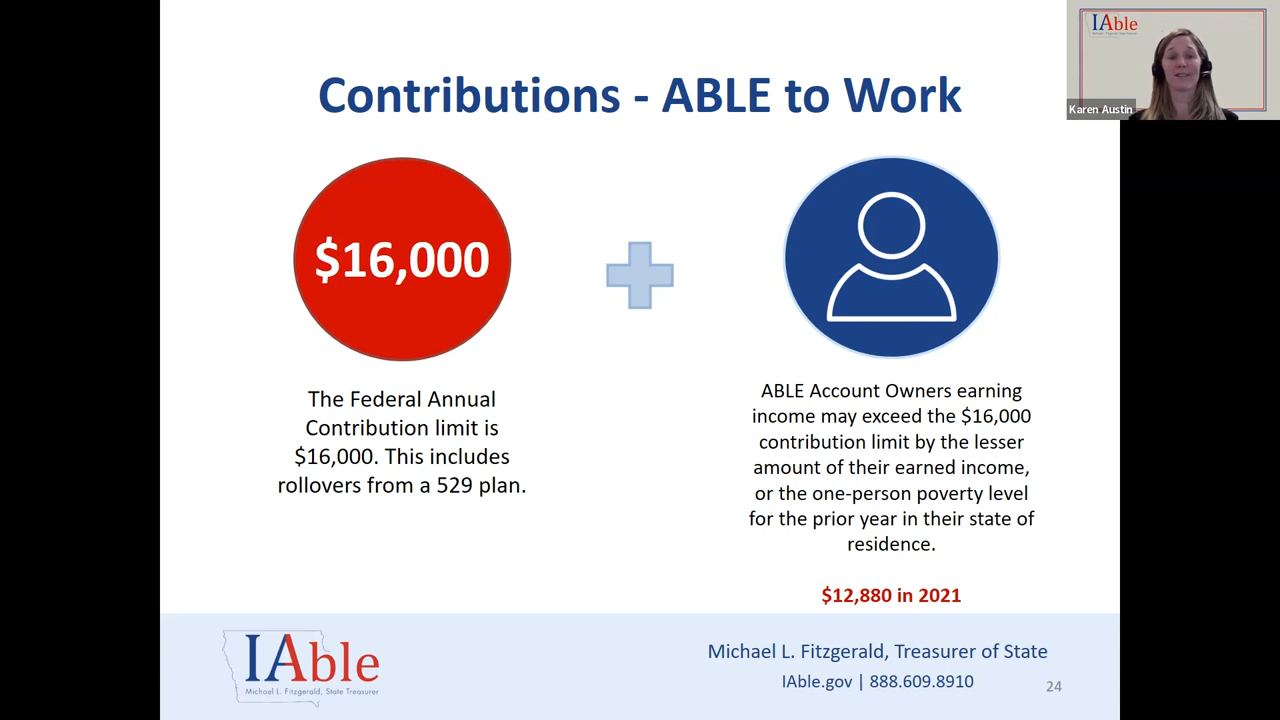 Contributions - ABLE to Work
IAble
Karen Austin
$16,000
The Federal Annual
Contribution limit is
$16,000. This includes
rollovers from a 529 plan.
ABLE Account Owners earning
income may exceed the $16,000
contribution limit by the lesser
amount of their earned income,
or the one-person poverty level
for the prior year in their state of
residence.
$12,880 in 2021
IAble
Michael L. Fitzgerald, State Treasurer
Michael L. Fitzgerald, Treasurer of State
IAble.gov | 888.609.8910
24